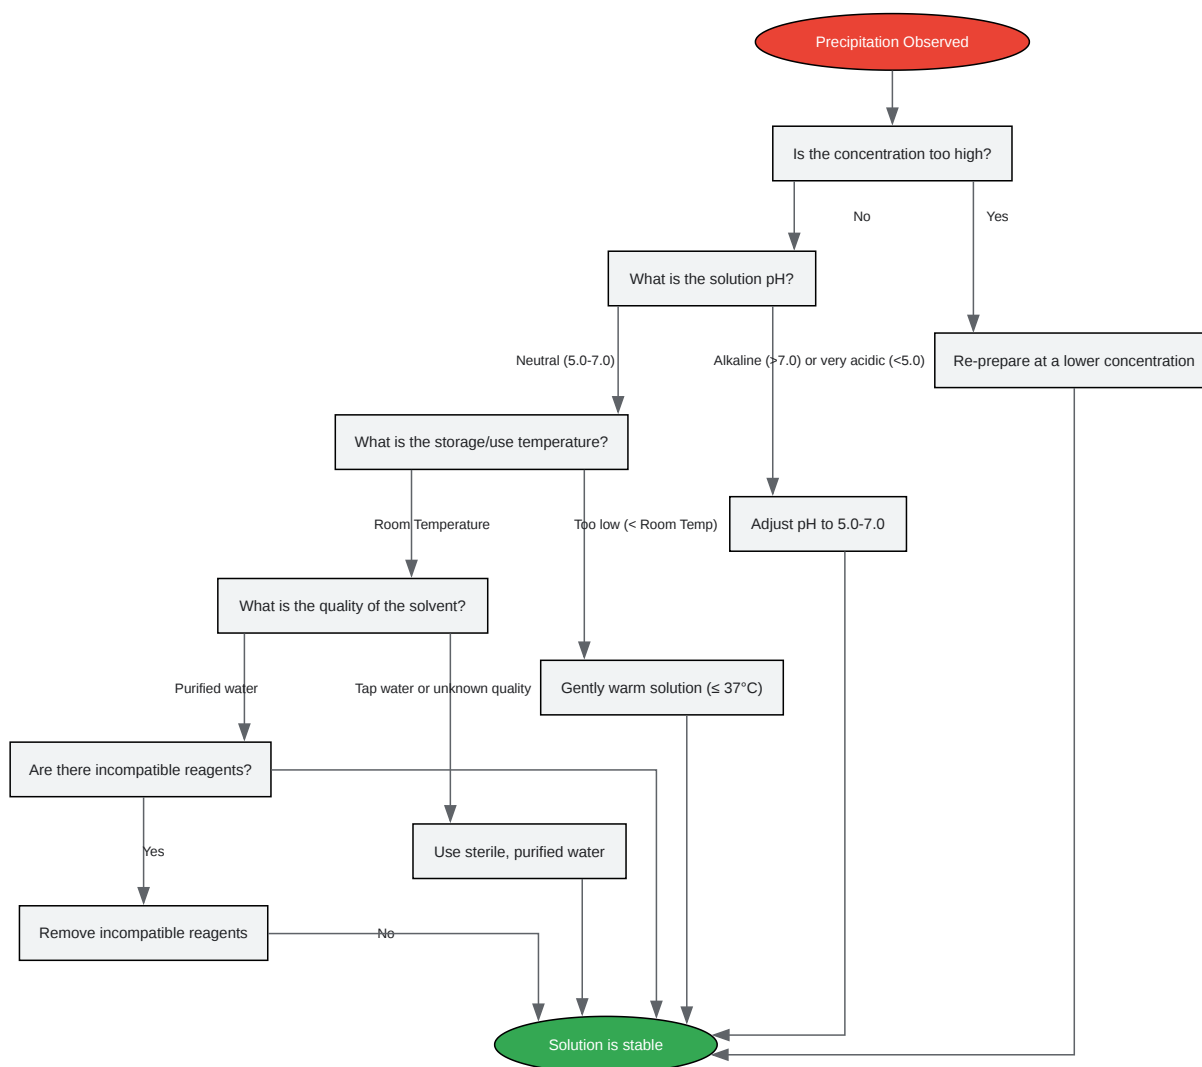 Precipitation Observed
Is the concentration too high?
No
Yes
What is the solution pH?
Neutral (5.0-7.0)
Alkaline (>7.0) or very acidic (<5.0)
Re-prepare at a lower concentration
What is the storage/use temperature?
Room Temperature
Too low (< Room Temp)
Adjust pH to 5.0-7.0
What is the quality of the solvent?
Purified water
Tap water or unknown quality
Gently warm solution (≤ 37°C)
Are there incompatible reagents?
Yes
Use sterile, purified water
Remove incompatible reagents
No
Solution is stable